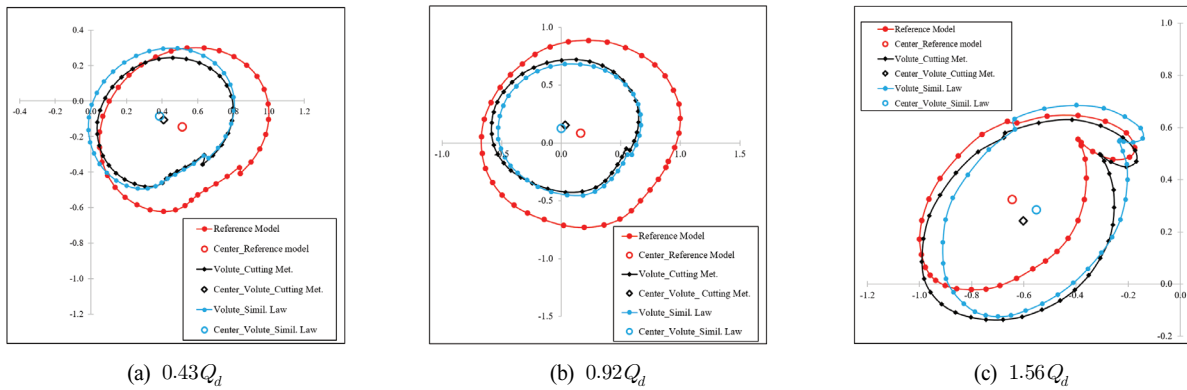 0.4
0.2
0.0
-0.4 -0.2 0.0 0.2 0.4 0.6 0.8 1.0 1.2
-0.2
-0.4
-0.6
-0.8
-1.0
-1.2
Reference Model
Center_Reference model
Volute_Cutting Met.
Center_Volute_Cutting Met.
Volute_Simil. Law
Center_Volute_Simil. Law
(a) 0.43Q_d
1.0
0.5
0.0
-1.0 0.0 1.0 1.5
-0.5
-1.0
-1.5
Reference Model
Center_Reference Model
Volute_Cutting Met.
Center_Volute_ Cutting Met.
Volute_Simil. Law
Center_Volute_Simil. Law
(b) 0.92Q_d
Reference Model
Center_Reference model
Volute_Cutting Met.
Center_Volute_Cutting Met.
Volute_Simil. Law
Center_Volute_Simil. Law
1.0
0.8
0.6
0.4
0.2
0.0
-1.2 -1.0 -0.8 -0.6 -0.4 -0.2 0.0
-0.2
(c) 1.56Q_d